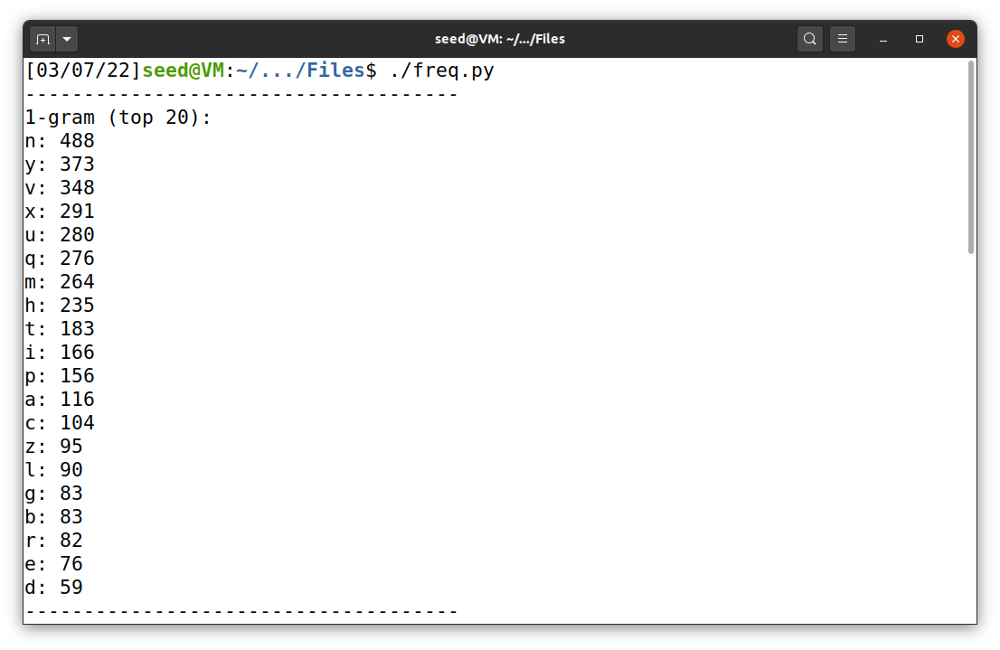 seed@VM: ~/.../Files
[03/07/22]seed@VM:~/.../Files$ ./freq.py
-------------------------------------
1-gram (top 20):
n: 488
y: 373
v: 348
x: 291
u: 280
q: 276
m: 264
h: 235
t: 183
i: 166
p: 156
a: 116
c: 104
z: 95
l: 90
g: 83
b: 83
r: 82
e: 76
d: 59
-------------------------------------